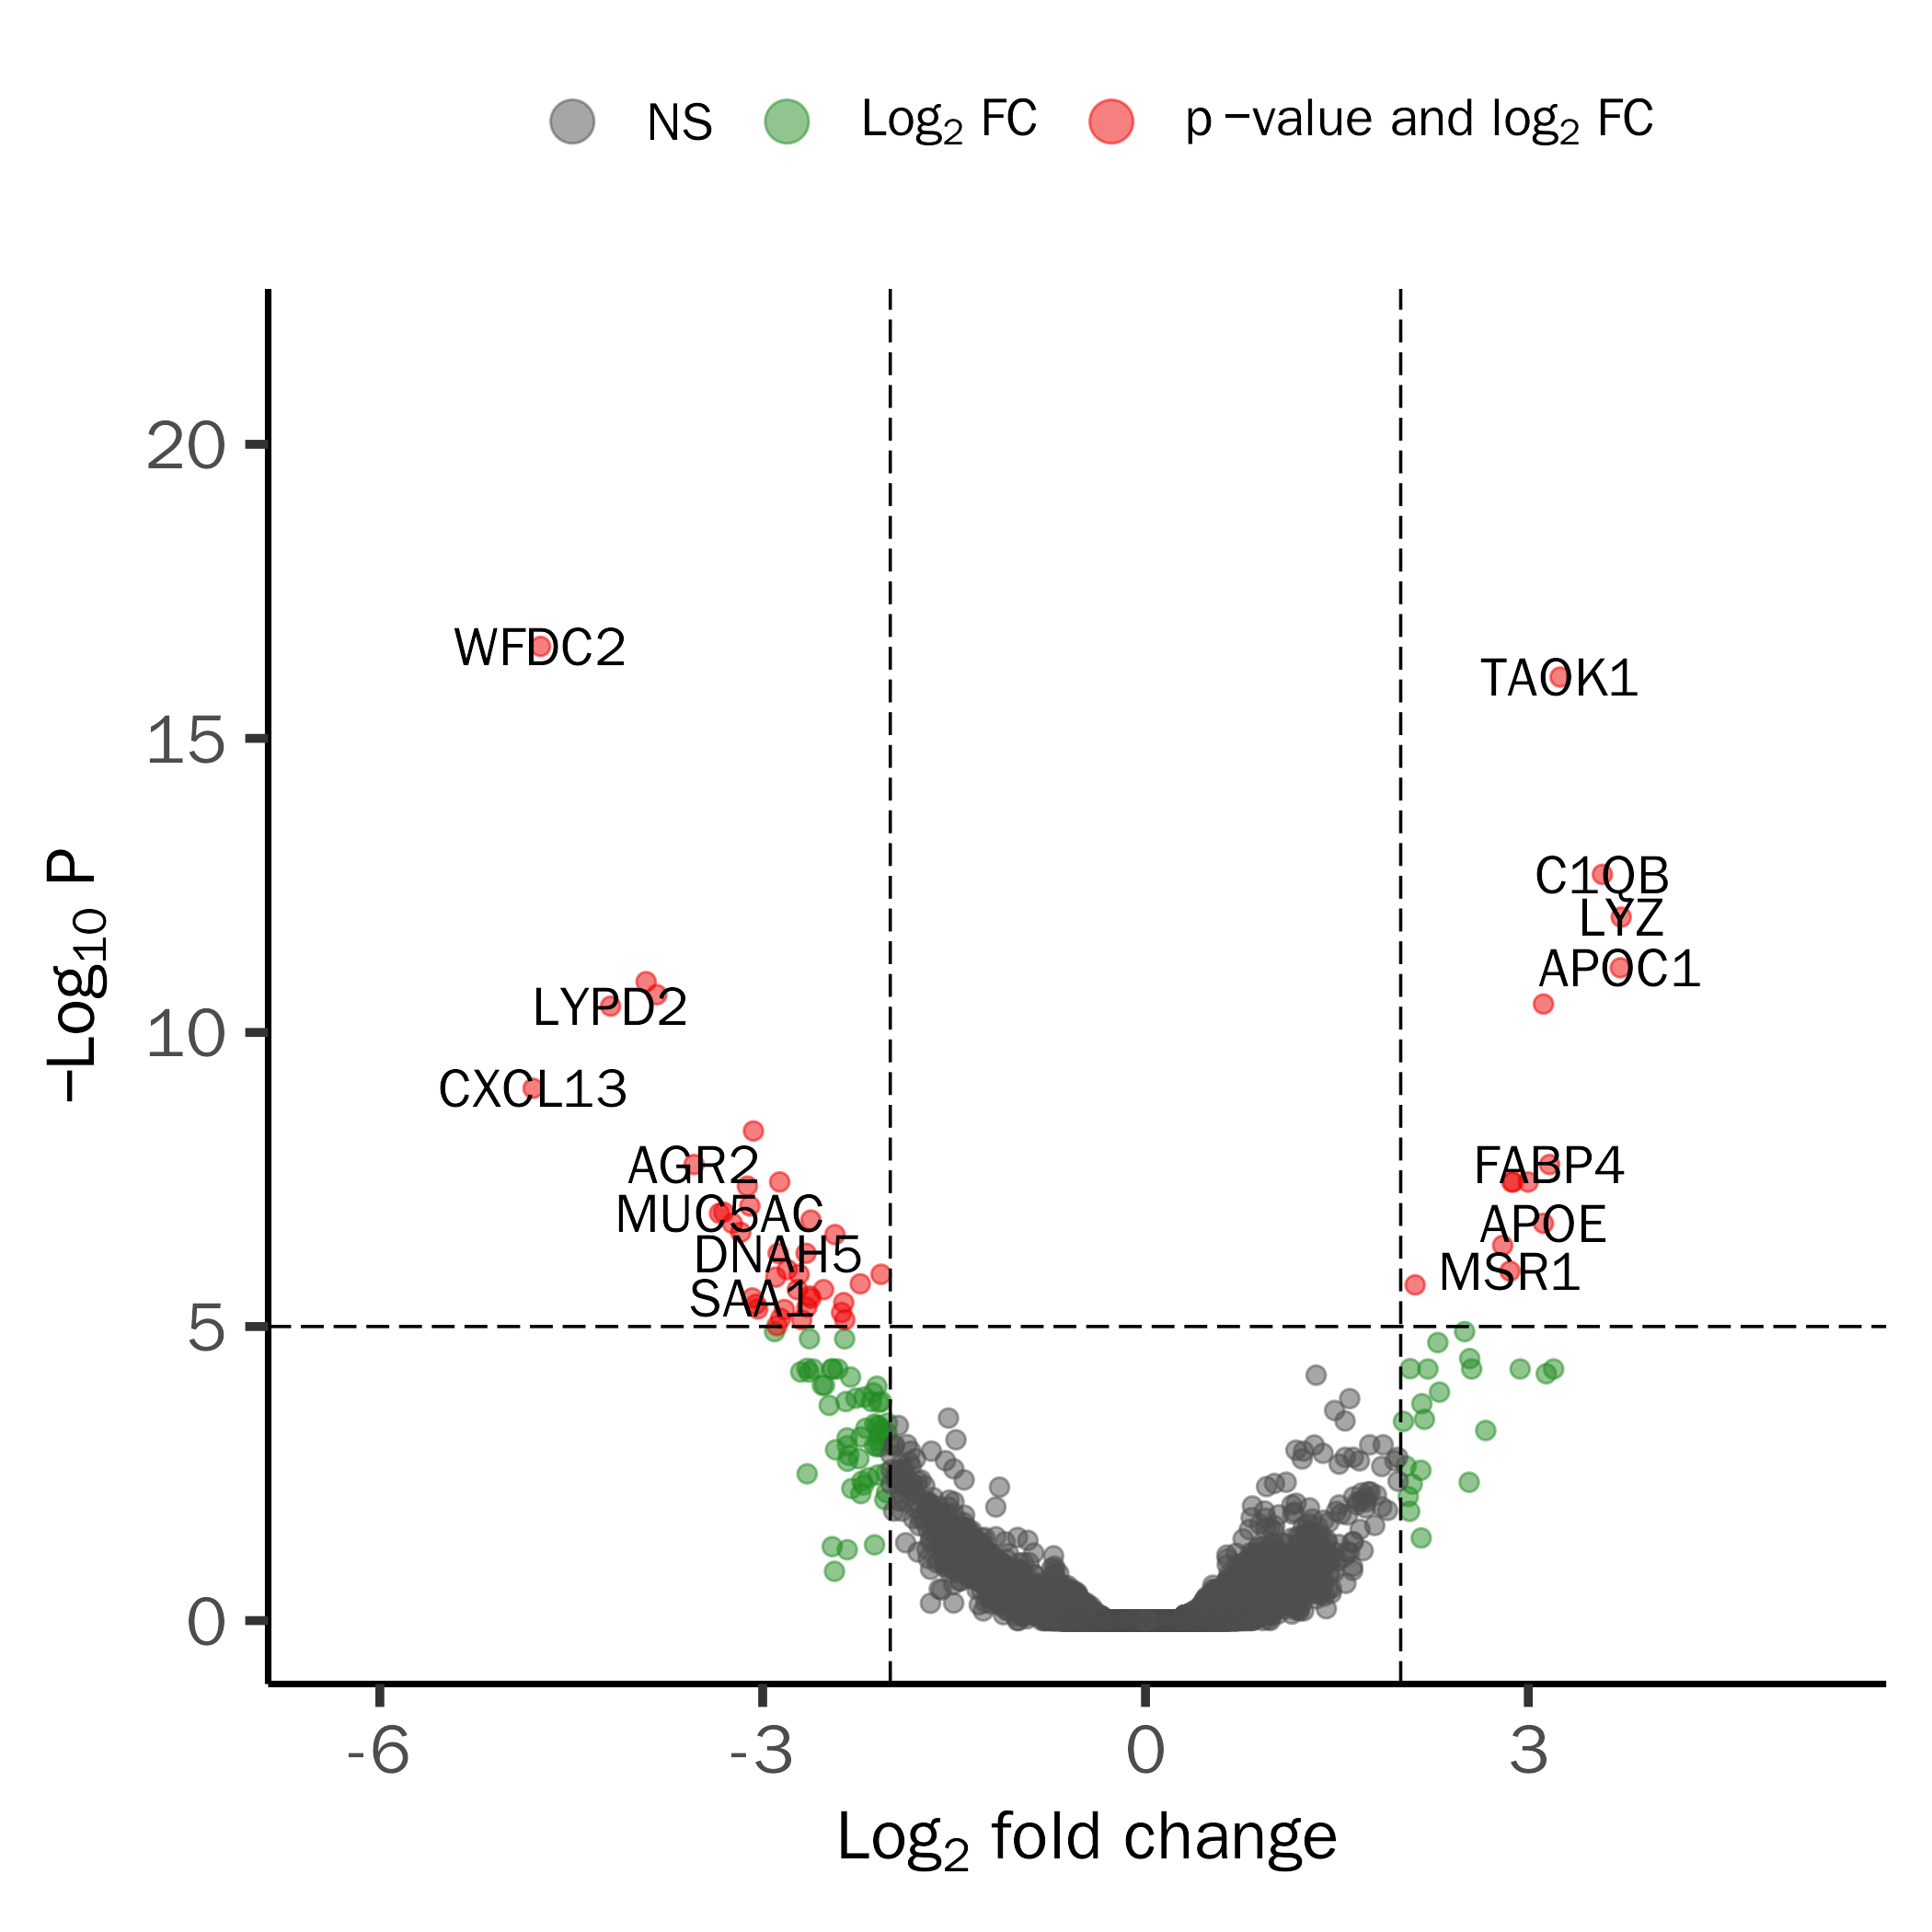 NS Log2 FC p −value and log2 FC
20
WFDC2
TAOK1
15
C1QB
LYZ
APOC1
LYPD2
10
CXCL13
AGR2
FABP4
MUC5AC
APOE
DNAH5
MSR1
SAA1
5
0
−Log10 P
-6 -3 0 3
Log2 fold change